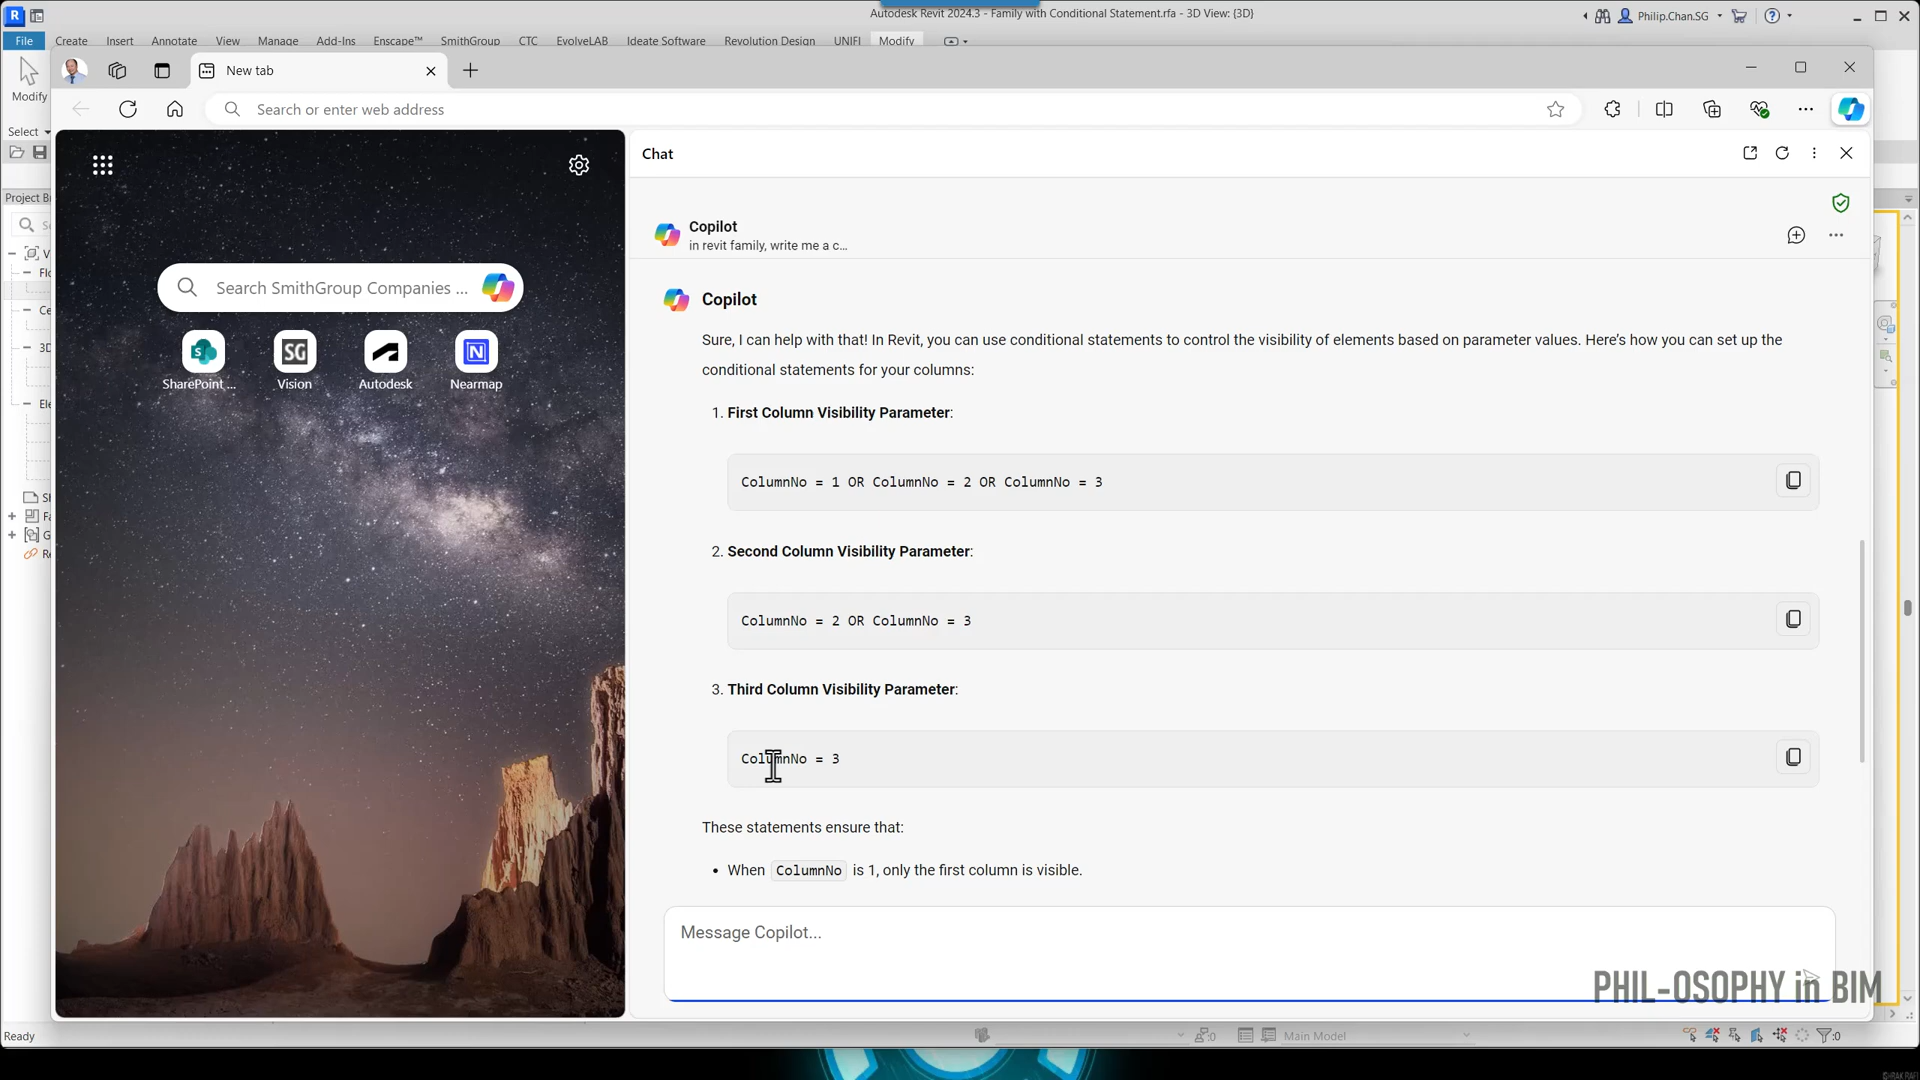 Autodesk Revit 2024.3 - Family with Conditional Statement.rfa - 3D View: {3D}
Philip.Chan.SG
File Create Insert Annotate View Manage Add-Ins Enscape™ SmithGroup CTC EvolveLAB Ideate Software Revolution Design UNIFI Modify
New tab
Modify
Search or enter web address
Select
Chat
Project Br
Copilot
in revit family, write me a c...
Search SmithGroup Companies ...
SharePoint ...
Vision
Autodesk
Nearmap
Copilot
Sure, I can help with that! In Revit, you can use conditional statements to control the visibility of elements based on parameter values. Here's how you can set up the
conditional statements for your columns:
1. First Column Visibility Parameter:
ColumnNo = 1 OR ColumnNo = 2 OR ColumnNo = 3
2. Second Column Visibility Parameter:
ColumnNo = 2 OR ColumnNo = 3
3. Third Column Visibility Parameter:
ColumnNo = 3
These statements ensure that:
• When ColumnNo is 1, only the first column is visible.
Message Copilot...
PHIL-OSOPHY in BIM
Ready
:0
Main Model
:0